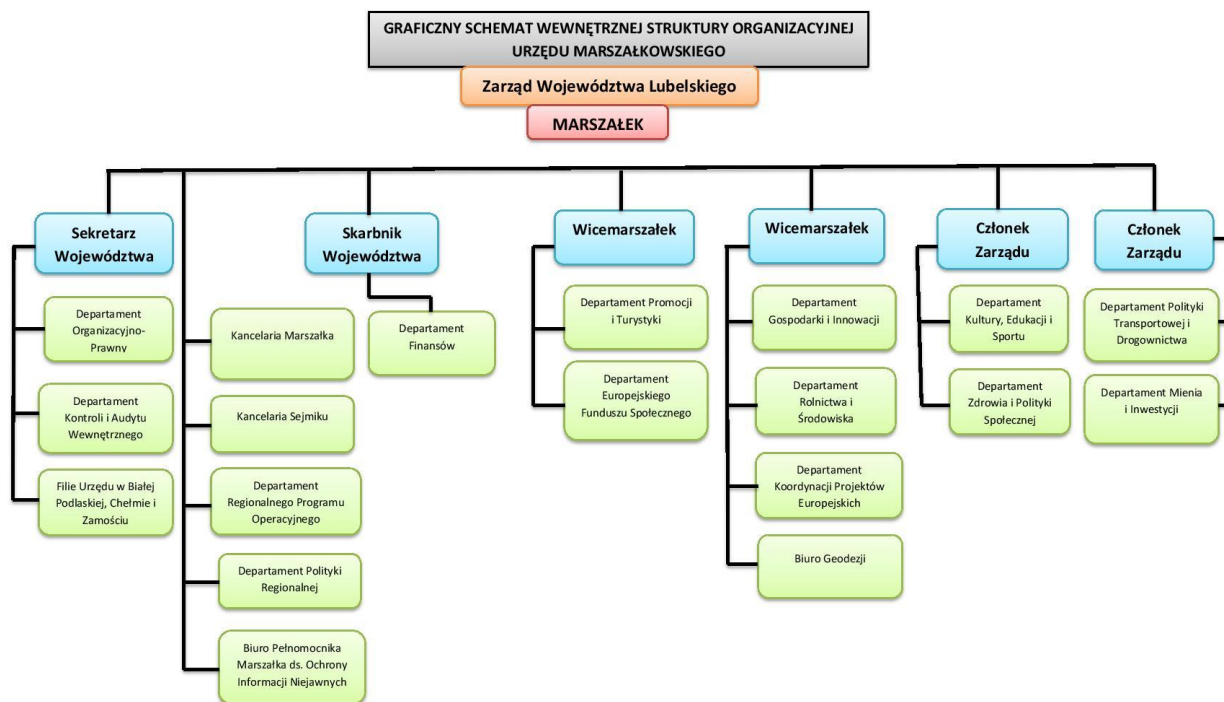 GRAFICZNY SCHEMAT WEWNĘTRZNEJ STRUKTURY ORGANIZACYJNEJ
URZĘDU MARSZAŁKOWSKIEGO
Zarząd Województwa Lubelskiego
MARSZAŁEK
Sekretarz
Województwa
Departament
Organizacyjno-
Prawny
Departament
Kontroli i Audytu
Wewnętrznego
Filie Urzędu w Białej
Podlaskiej, Chełmie i
Zamościu
Kancelaria Marszałka
Kancelaria Sejmiku
Departament
Regionalnego Programu
Operacyjnego
Departament Polityki
Regionalnej
Biuro Pełnomocnika
Marszałka ds. Ochrony
Informacji Niejawnych
Skarbnik
Województwa
Departament
Finansów
Wicemarszałek
Departament Promocji
i Turystyki
Departament
Europejskiego
Funduszu Społecznego
Wicemarszałek
Departament
Gospodarki i Innowacji
Departament
Rolnictwa i
Środowiska
Departament
Koordynacji Projektów
Europejskich
Biuro Geodezji
Członek
Zarządu
Departament
Kultury, Edukacji i
Sportu
Departament
Zdrowia i Polityki
Społecznej
Członek
Zarządu
Departament Polityki
Transportowej i
Drogownictwa
Departament Mienia
i Inwestycji